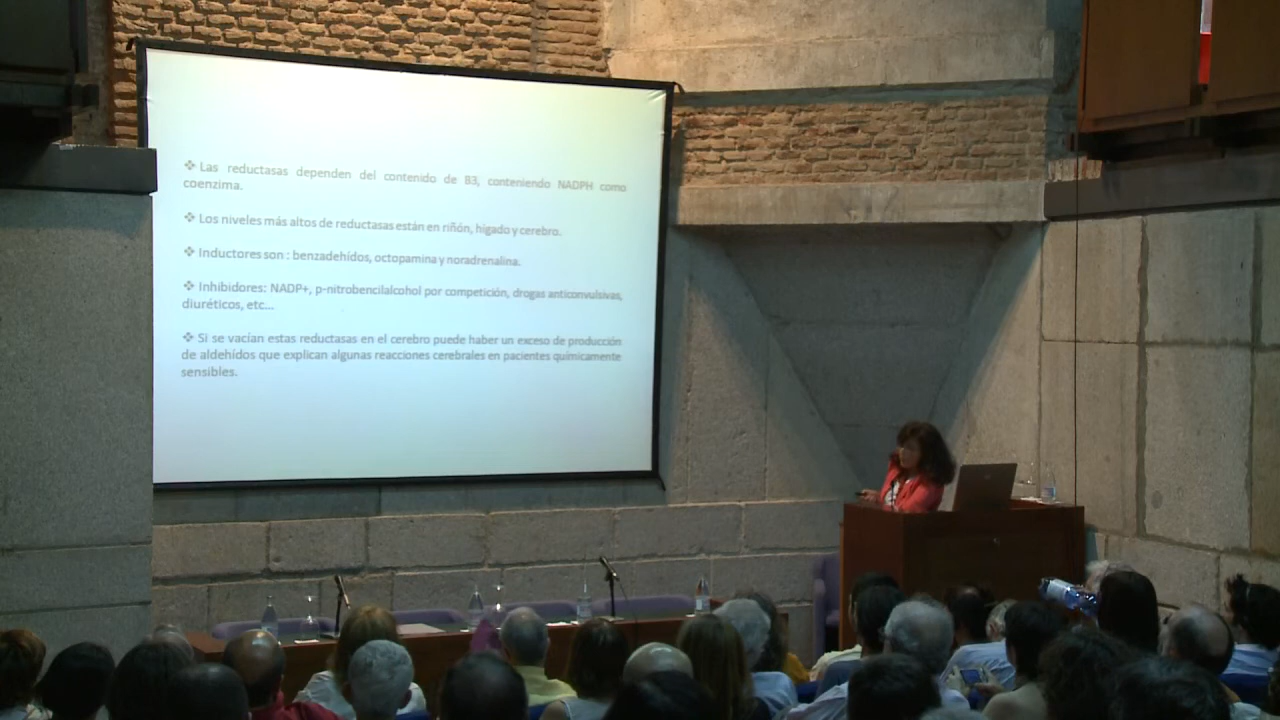 ❖ Las reductasas dependen del contenido de B3, conteniendo NADPH como
coenzima.
❖ Los niveles más altos de reductasas están en riñón, hígado y cerebro.
❖ Inductores son : benzadehídos, octopamina y noradrenalina.
❖ Inhibidores: NADP+, p-nitrobencilalcohol por competición, drogas anticonvulsivas,
diuréticos, etc...
❖ Si se vacían estas reductasas en el cerebro puede haber un exceso de producción
de aldehídos que explican algunas reacciones cerebrales en pacientes químicamente
sensibles.